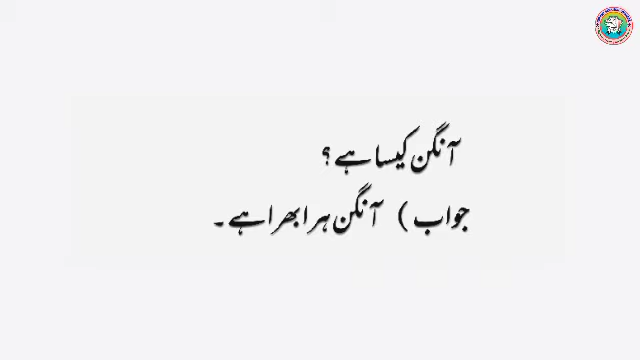 آنگن کیسا ہے ؟
جواب ) آنگن ہرا بھرا ہے ۔